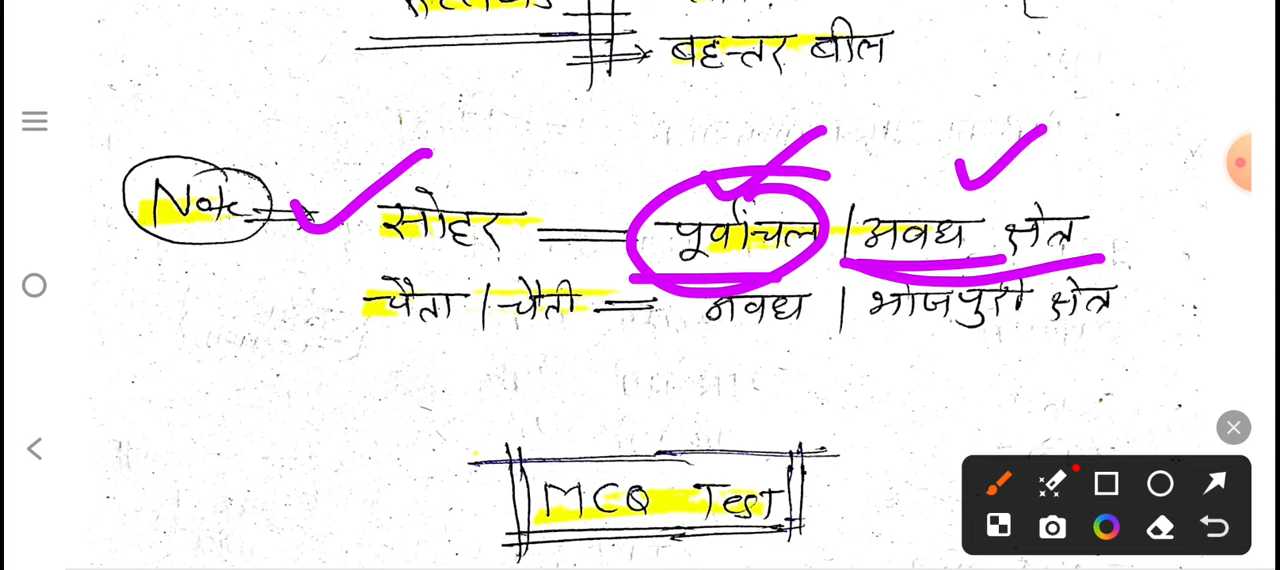 बहत्तर बील
Note → सोहर = पूर्वांचल / अवध क्षेत्र
चैता / चैती = अवध / भोजपुरी क्षेत्र
MCQ Test